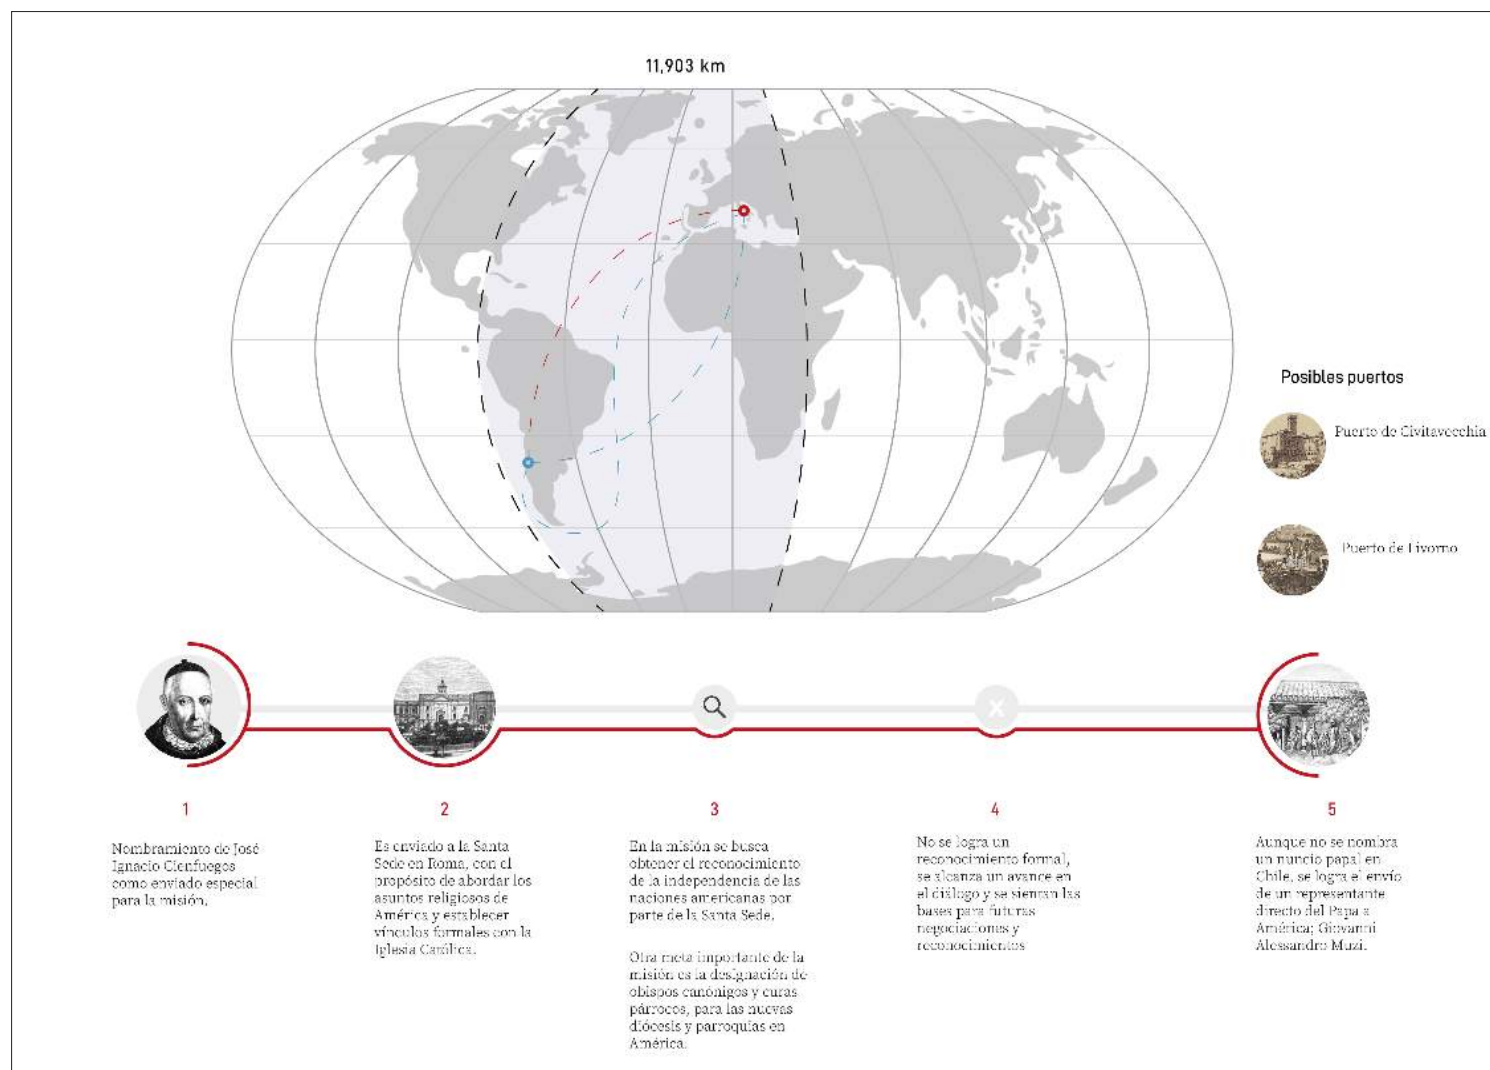 11,903 km
Posibles puertos
Puerto de Civitavecchia
Puerto de Livorno
1
Nombramiento de José
Ignacio Cienfuegos
como enviado especial
para la misión.
2
Es enviado a la Santa
Sede en Roma, con el
propósito de abordar los
asuntos religiosos de
América y establecer
vínculos formales con la
Iglesia Católica.
3
En la misión se busca
obtener el reconocimiento
de la independencia de las
naciones americanas por
parte de la Santa Sede.
Otra meta importante de la
misión es la designación de
obispos canónigos y curas
párrocos, para las nuevas
diócesis y parroquias en
América.
4
No se logra un
reconocimiento formal,
se alcanza un avance en
el diálogo y se sientan las
bases para futuras
negociaciones y
reconocimientos
5
Aunque no se nombra
un nuncio papal en
Chile, se logra el envío
de un representante
directo del Papa a
América; Giovanni
Alessandro Muzi.